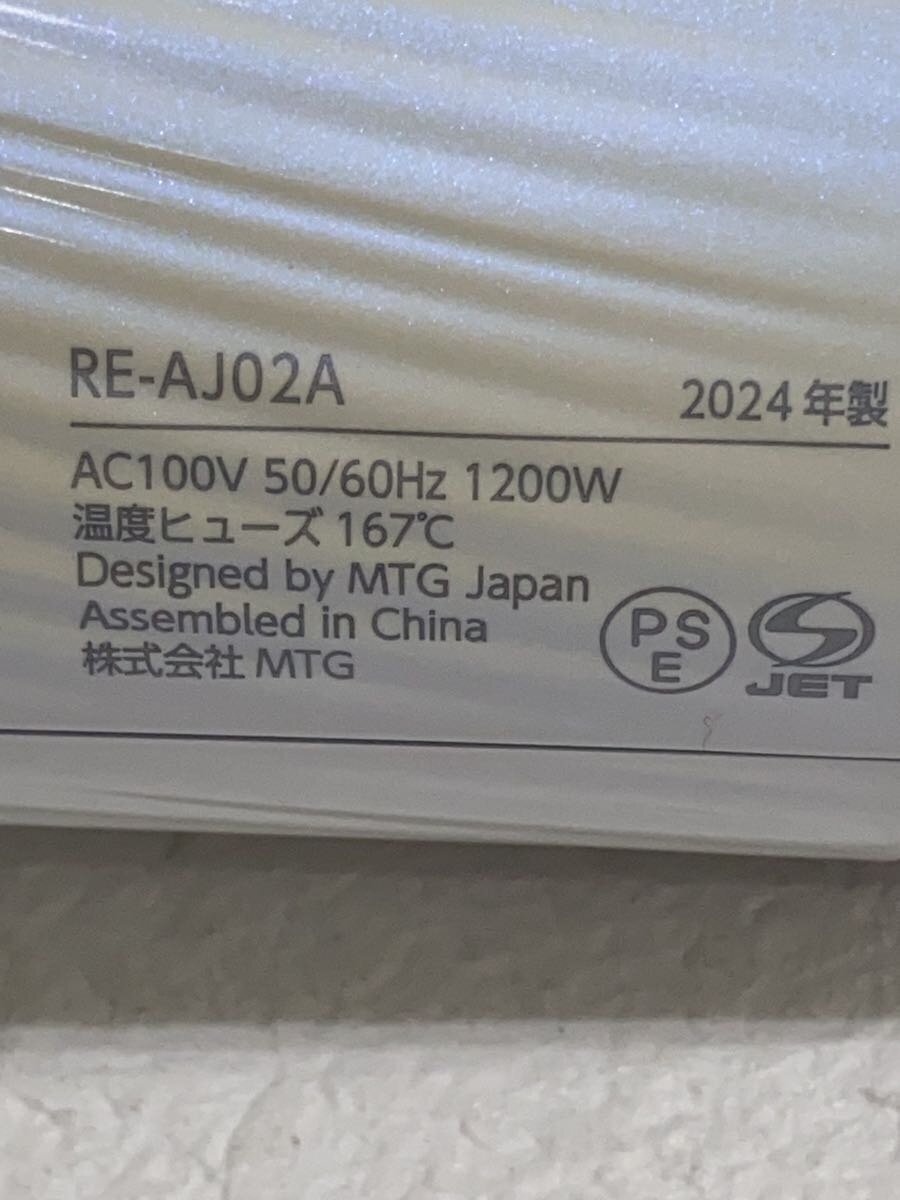 RE-AJ02A 2024年製
AC100V 50/60Hz 1200W
温度ヒューズ 167℃
Designed by MTG Japan
Assembled in China
株式会社 MTG
PS
E
JET